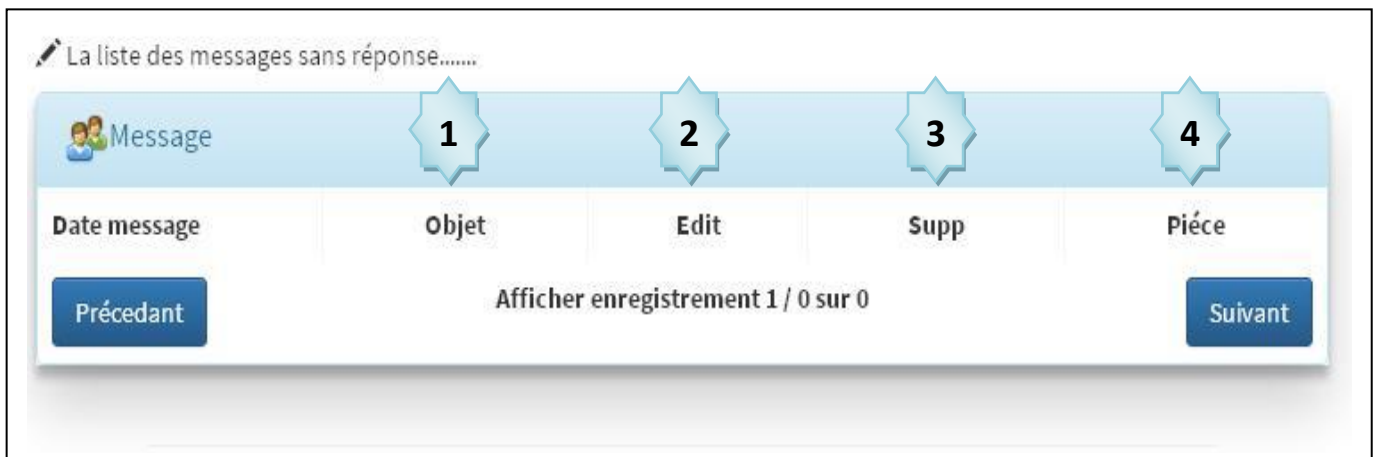 La liste des messages sans réponse.......
Message
1 2 3 4
Date message Objet Edit Supp Piéce
Précedant Afficher enregistrement 1 / 0 sur 0 Suivant